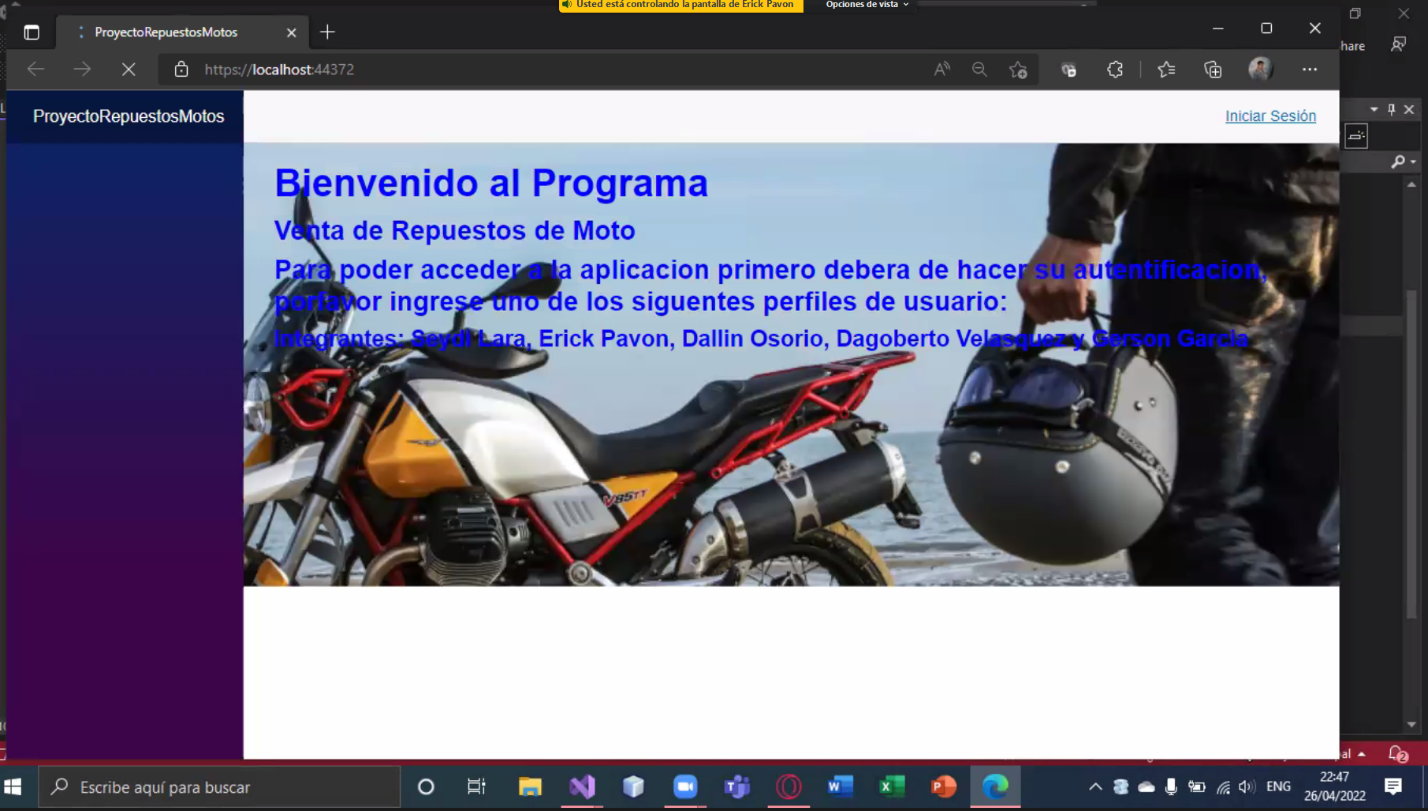 Usted está controlando la pantalla de Erick Pavon
Opciones de vista
ProyectoRepuestosMotos
hare
https://localhost:44372
ProyectoRepuestosMotos
Iniciar Sesión
Bienvenido al Programa
Venta de Repuestos de Moto
Para poder acceder a la aplicacion primero debera de hacer su autentificacion,
porfavor ingrese uno de los siguentes perfiles de usuario:
Integrantes: Seydi Lara, Erick Pavon, Dallin Osorio, Dagoberto Velasquez y Gerson Garcia
V85TT
pal
2
Escribe aquí para buscar
ENG
22:47
26/04/2022